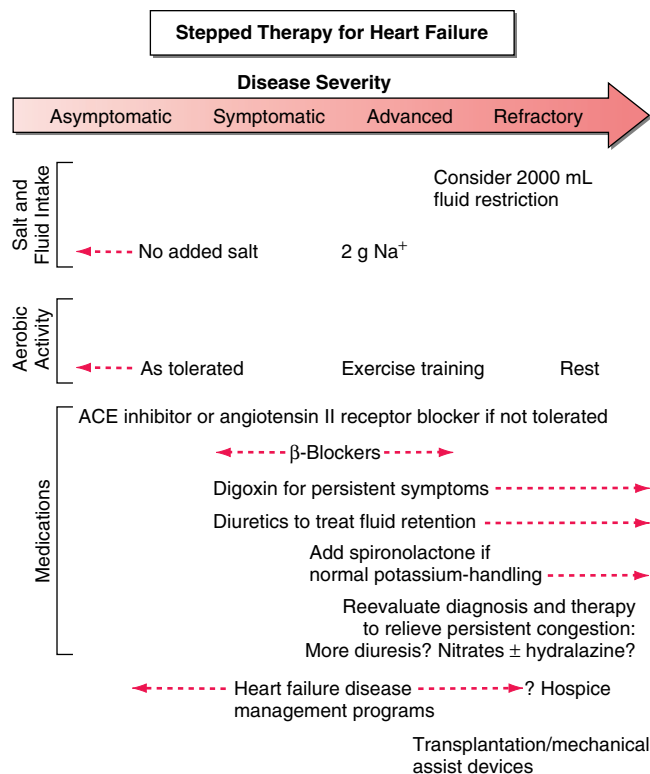 Stepped Therapy for Heart Failure
Disease Severity
Asymptomatic Symptomatic Advanced Refractory
Salt and
Fluid Intake
Consider 2000 mL
fluid restriction
No added salt 2 g Na⁺
Aerobic
Activity
As tolerated Exercise training Rest
Medications
ACE inhibitor or angiotensin II receptor blocker if not tolerated
β-Blockers
Digoxin for persistent symptoms
Diuretics to treat fluid retention
Add spironolactone if
normal potassium-handling
Reevaluate diagnosis and therapy
to relieve persistent congestion:
More diuresis? Nitrates ± hydralazine?
Heart failure disease
management programs
? Hospice
Transplantation/mechanical
assist devices